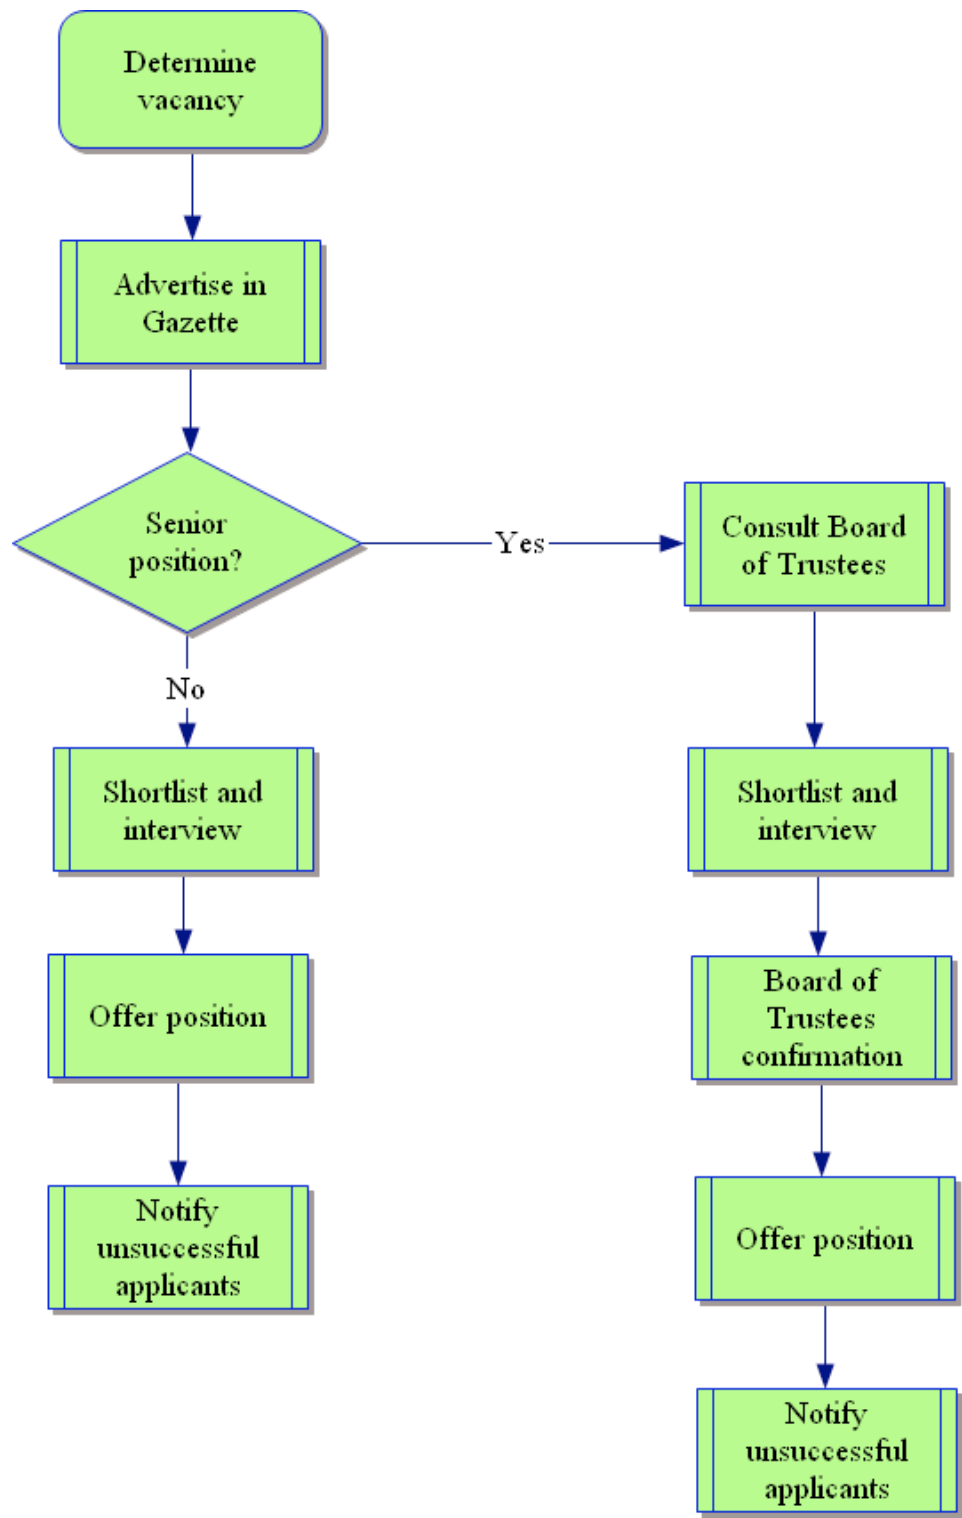 Determine
vacancy
Advertise in
Gazette
Senior
position?
Yes
Consult Board
of Trustees
No
Shortlist and
interview
Shortlist and
interview
Offer position
Board of
Trustees
confirmation
Notify
unsuccessful
applicants
Offer position
Notify
unsuccessful
applicants